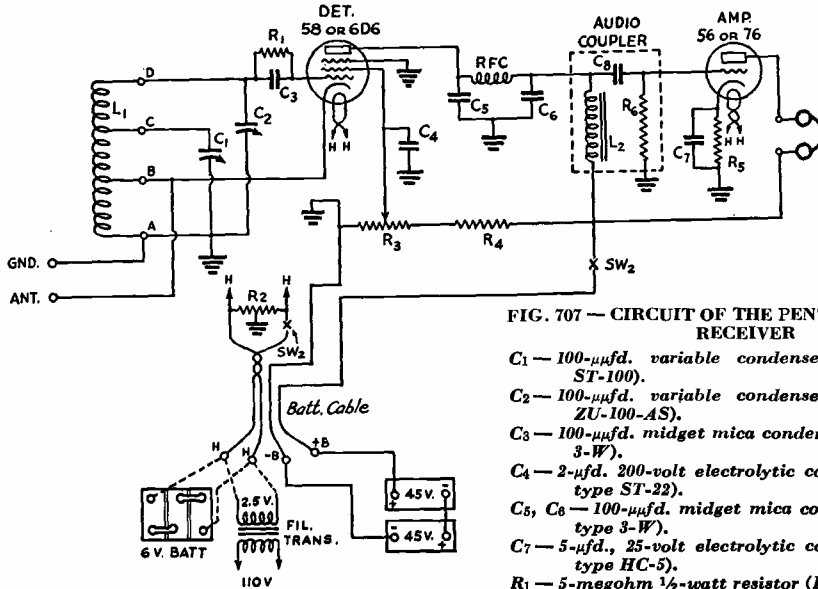 DET.
58 OR 6D6
AUDIO
COUPLER
AMP.
56 OR 76
R1
RFC
C8
D
C3
L1
C
C2
C5
C6
R6
C1
H H
C4
L2
C7
H H
R5
B
A
R3
R4
GND.
SW2
ANT.
H
R2
H
SW2
Batt. Cable
+B
H
H
-B
2.5 V.
+ 45 V. -
6 V. BATT
FIL.
TRANS.
- 45 V. +
110 V
FIG. 707 — CIRCUIT OF THE PEN
RECEIVER
C1 — 100-μμfd. variable condense
ST-100).
C2 — 100-μμfd. variable condense
ZU-100-AS).
C3 — 100-μμfd. midget mica conden
3-W).
C4 — 2-μfd. 200-volt electrolytic co
type ST-22).
C5, C6 — 100-μμfd. midget mica co
type 3-W).
C7 — 5-μfd., 25-volt electrolytic co
type HC-5).
R1 — 5-megohm ½-watt resistor (I